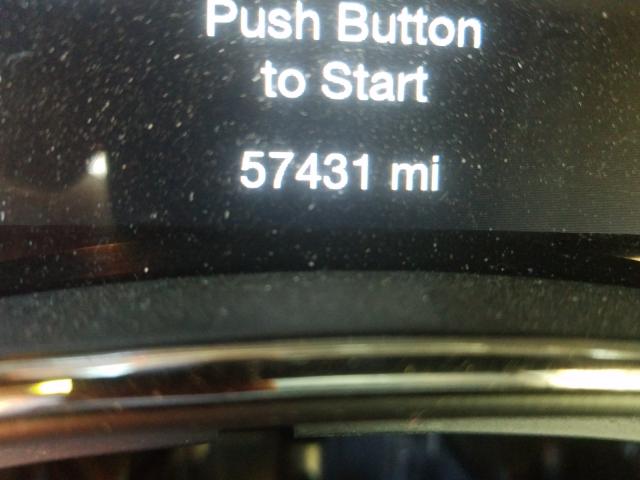 Push Button
to Start
57431 mi